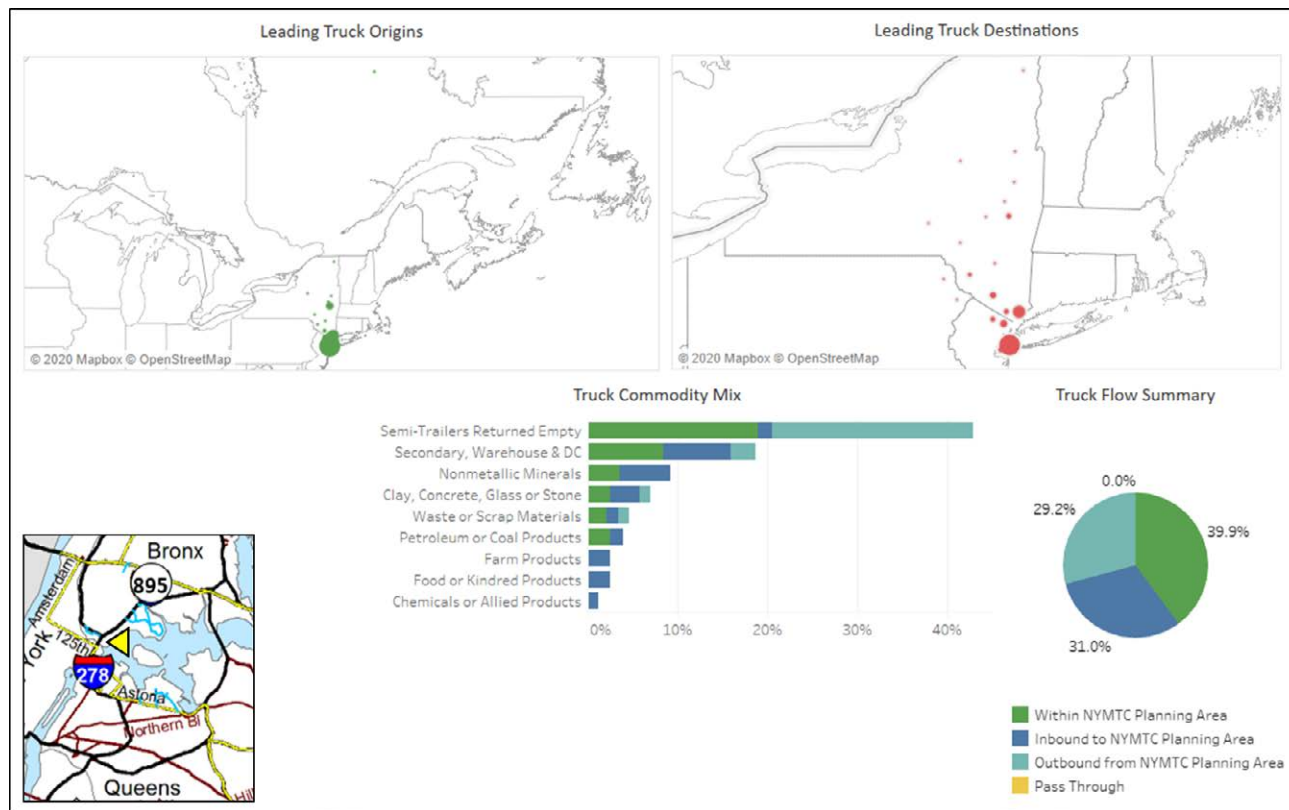 Leading Truck Origins
Leading Truck Destinations
© 2020 Mapbox © OpenStreetMap
© 2020 Mapbox © OpenStreetMap
Truck Commodity Mix
Semi-Trailers Returned Empty
Secondary, Warehouse & DC
Nonmetallic Minerals
Clay, Concrete, Glass or Stone
Waste or Scrap Materials
Petroleum or Coal Products
Farm Products
Food or Kindred Products
Chemicals or Allied Products
0% 10% 20% 30% 40%
Truck Flow Summary
0.0%
29.2%
39.9%
31.0%
Within NYMTC Planning Area
Inbound to NYMTC Planning Area
Outbound from NYMTC Planning Area
Pass Through
Bronx
895
Amsterdam
125th
York
278
Astoria
Northern Bl
Queens
Hil